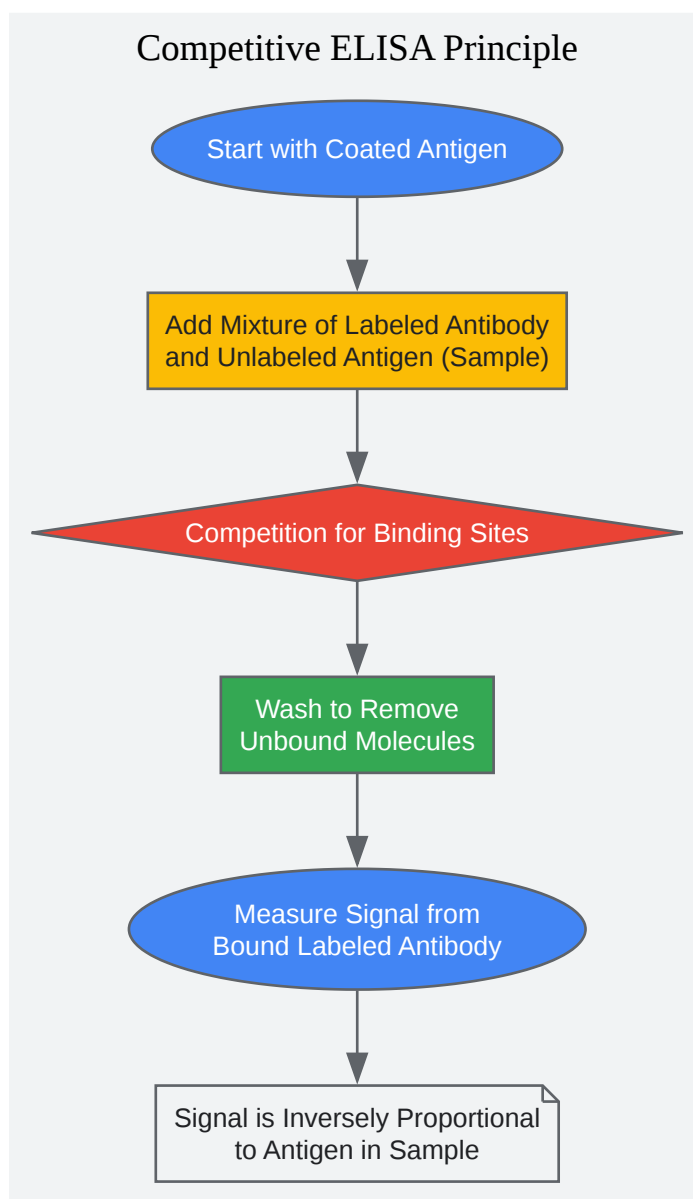 Competitive ELISA Principle
Start with Coated Antigen
Add Mixture of Labeled Antibody
and Unlabeled Antigen (Sample)
Competition for Binding Sites
Wash to Remove
Unbound Molecules
Measure Signal from
Bound Labeled Antibody
Signal is Inversely Proportional
to Antigen in Sample